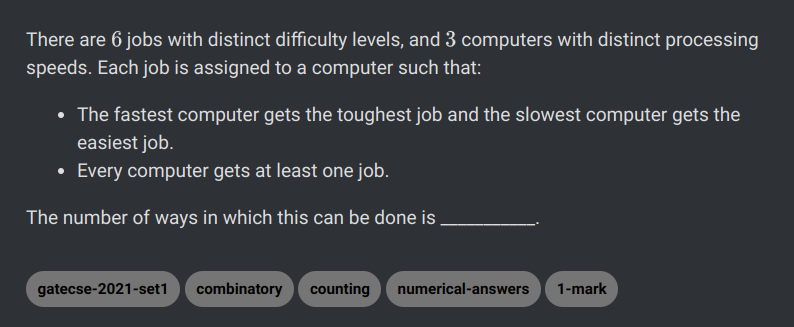 There are 6 jobs with distinct difficulty levels, and 3 computers with distinct processing
speeds. Each job is assigned to a computer such that:
• The fastest computer gets the toughest job and the slowest computer gets the
easiest job.
• Every computer gets at least one job.
The number of ways in which this can be done is ___________.
gatecse-2021-set1 combinatory counting numerical-answers 1-mark